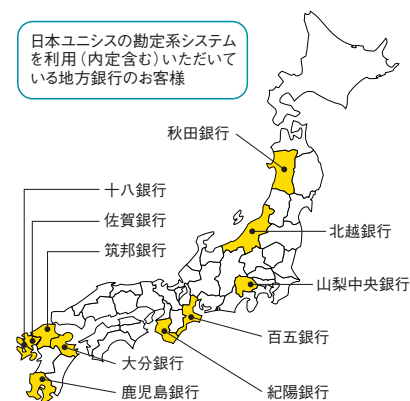 日本ユニシスの勘定系システム
を利用（内定含む）いただいて
いる地方銀行のお客様
秋田銀行
十八銀行
佐賀銀行
筑邦銀行
北越銀行
山梨中央銀行
百五銀行
大分銀行
鹿児島銀行
紀陽銀行